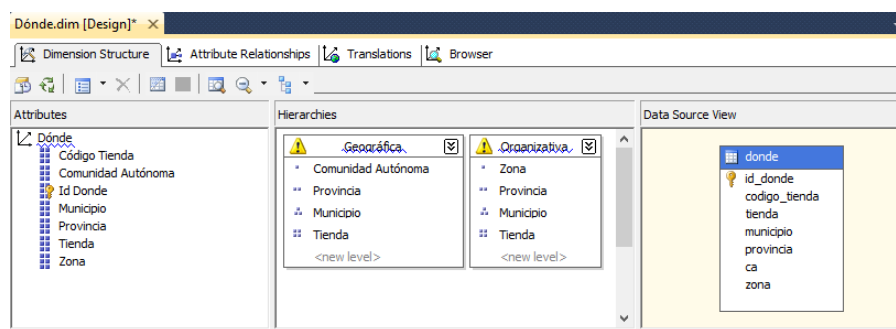 Dónde.dim [Design]*
Dimension Structure Attribute Relationships Translations Browser
Attributes
Dónde
Código Tienda
Comunidad Autónoma
Id Donde
Municipio
Provincia
Tienda
Zona
Hierarchies
Geográfica
Comunidad Autónoma
Provincia
Municipio
Tienda
<new level>
Organizativa
Zona
Provincia
Municipio
Tienda
<new level>
Data Source View
donde
id_donde
codigo_tienda
tienda
municipio
provincia
ca
zona